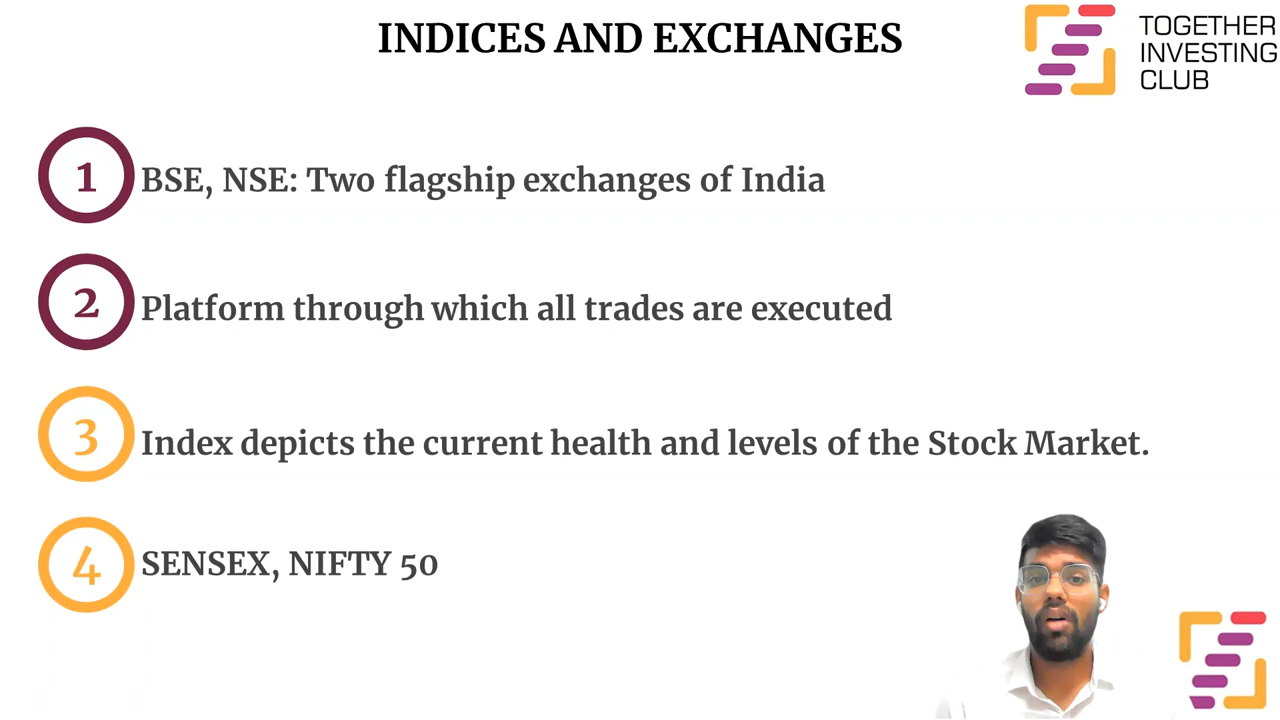 INDICES AND EXCHANGES
TOGETHER
INVESTING
CLUB
1
BSE, NSE: Two flagship exchanges of India
2
Platform through which all trades are executed
3
Index depicts the current health and levels of the Stock Market.
4
SENSEX, NIFTY 50